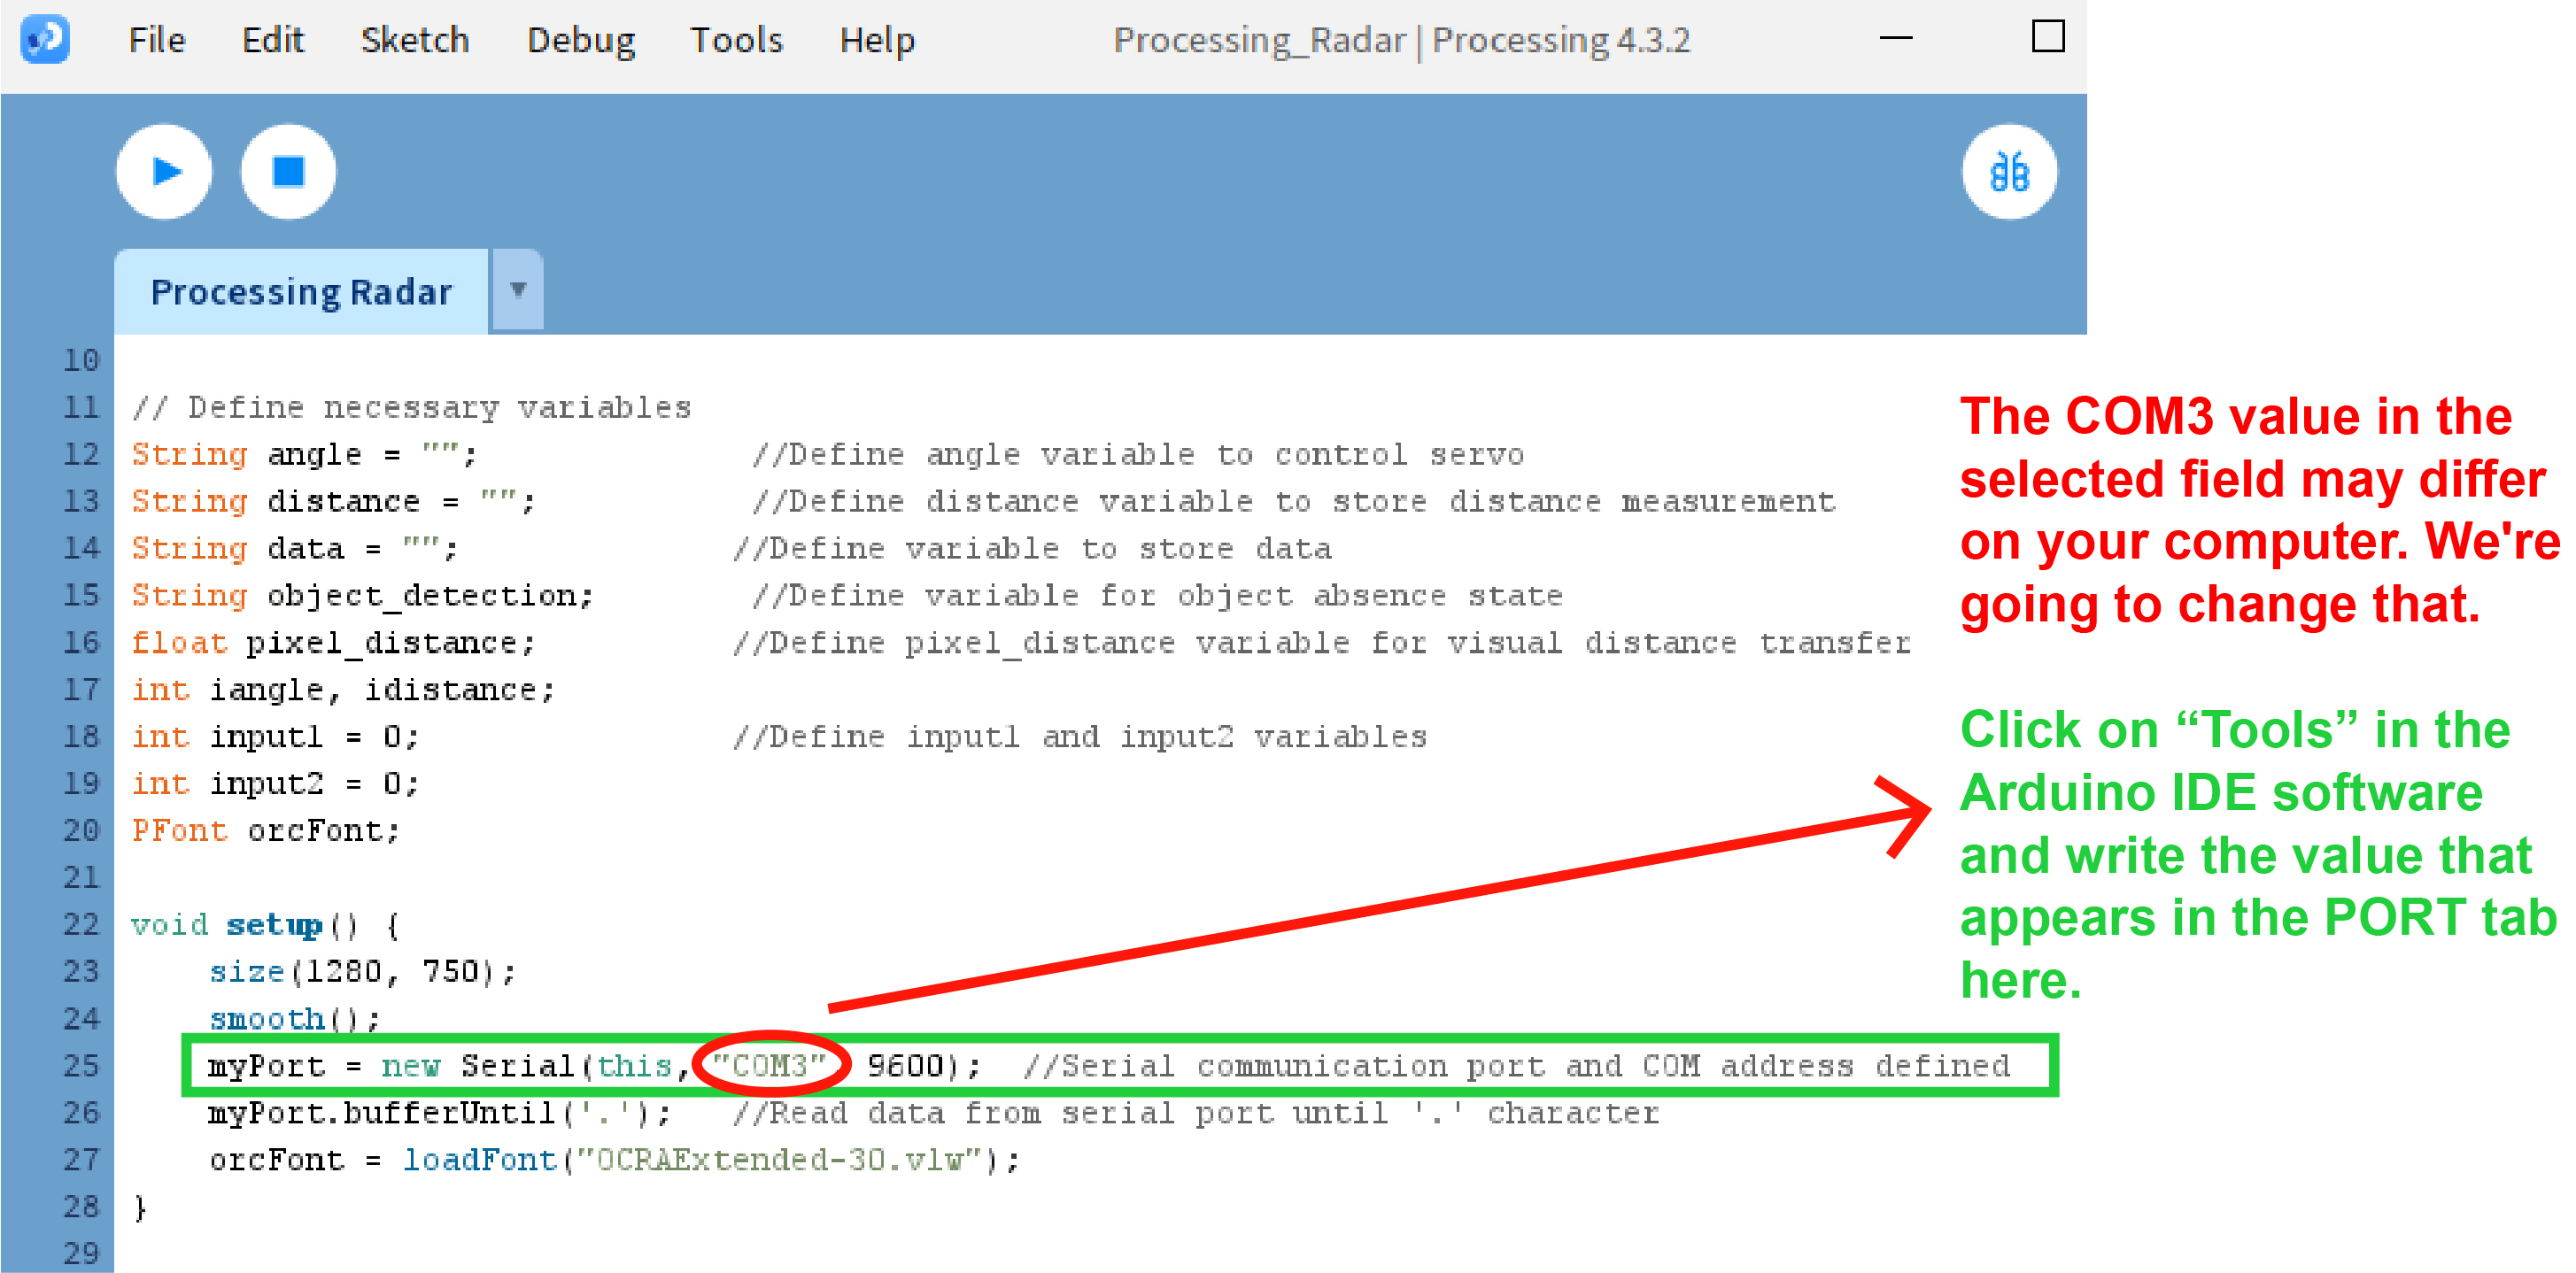 File Edit Sketch Debug Tools Help Processing_Radar | Processing 4.3.2
Processing Radar
10
11 // Define necessary variables
12 String angle = ""; //Define angle variable to control servo
13 String distance = ""; //Define distance variable to store distance measurement
14 String data = ""; //Define variable to store data
15 String object_detection; //Define variable for object absence state
16 float pixel_distance; //Define pixel_distance variable for visual distance transfer
17 int iangle, idistance;
18 int input1 = 0; //Define input1 and input2 variables
19 int input2 = 0;
20 PFont orcFont;
21
22 void setup() {
23 size(1280, 750);
24 smooth();
25 myPort = new Serial(this, "COM3", 9600); //Serial communication port and COM address defined
26 myPort.bufferUntil('.'); //Read data from serial port until '.' character
27 orcFont = loadFont("OCRAExtended-30.vlw");
28 }
29
The COM3 value in the
selected field may differ
on your computer. We're
going to change that.
Click on “Tools” in the
Arduino IDE software
and write the value that
appears in the PORT tab
here.